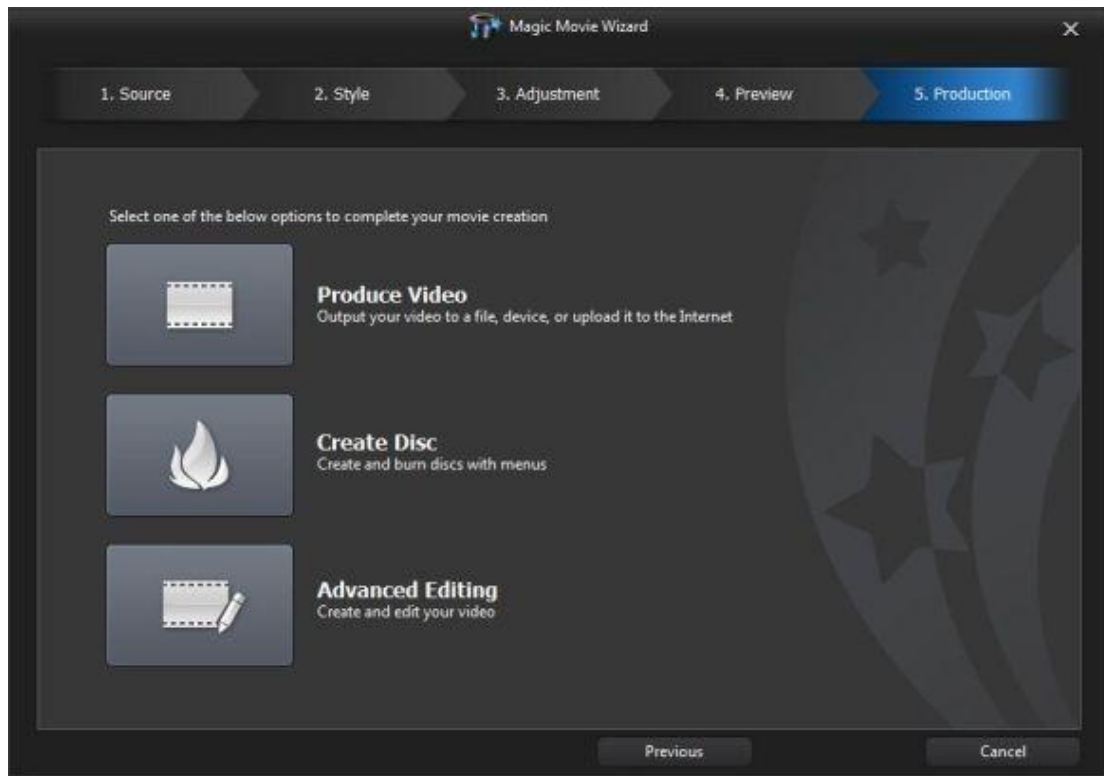 Magic Movie Wizard
1. Source
2. Style
3. Adjustment
4. Preview
5. Production
Select one of the below options to complete your movie creation
Produce Video
Output your video to a file, device, or upload it to the Internet
Create Disc
Create and burn discs with menus
Advanced Editing
Create and edit your video
Previous
Cancel